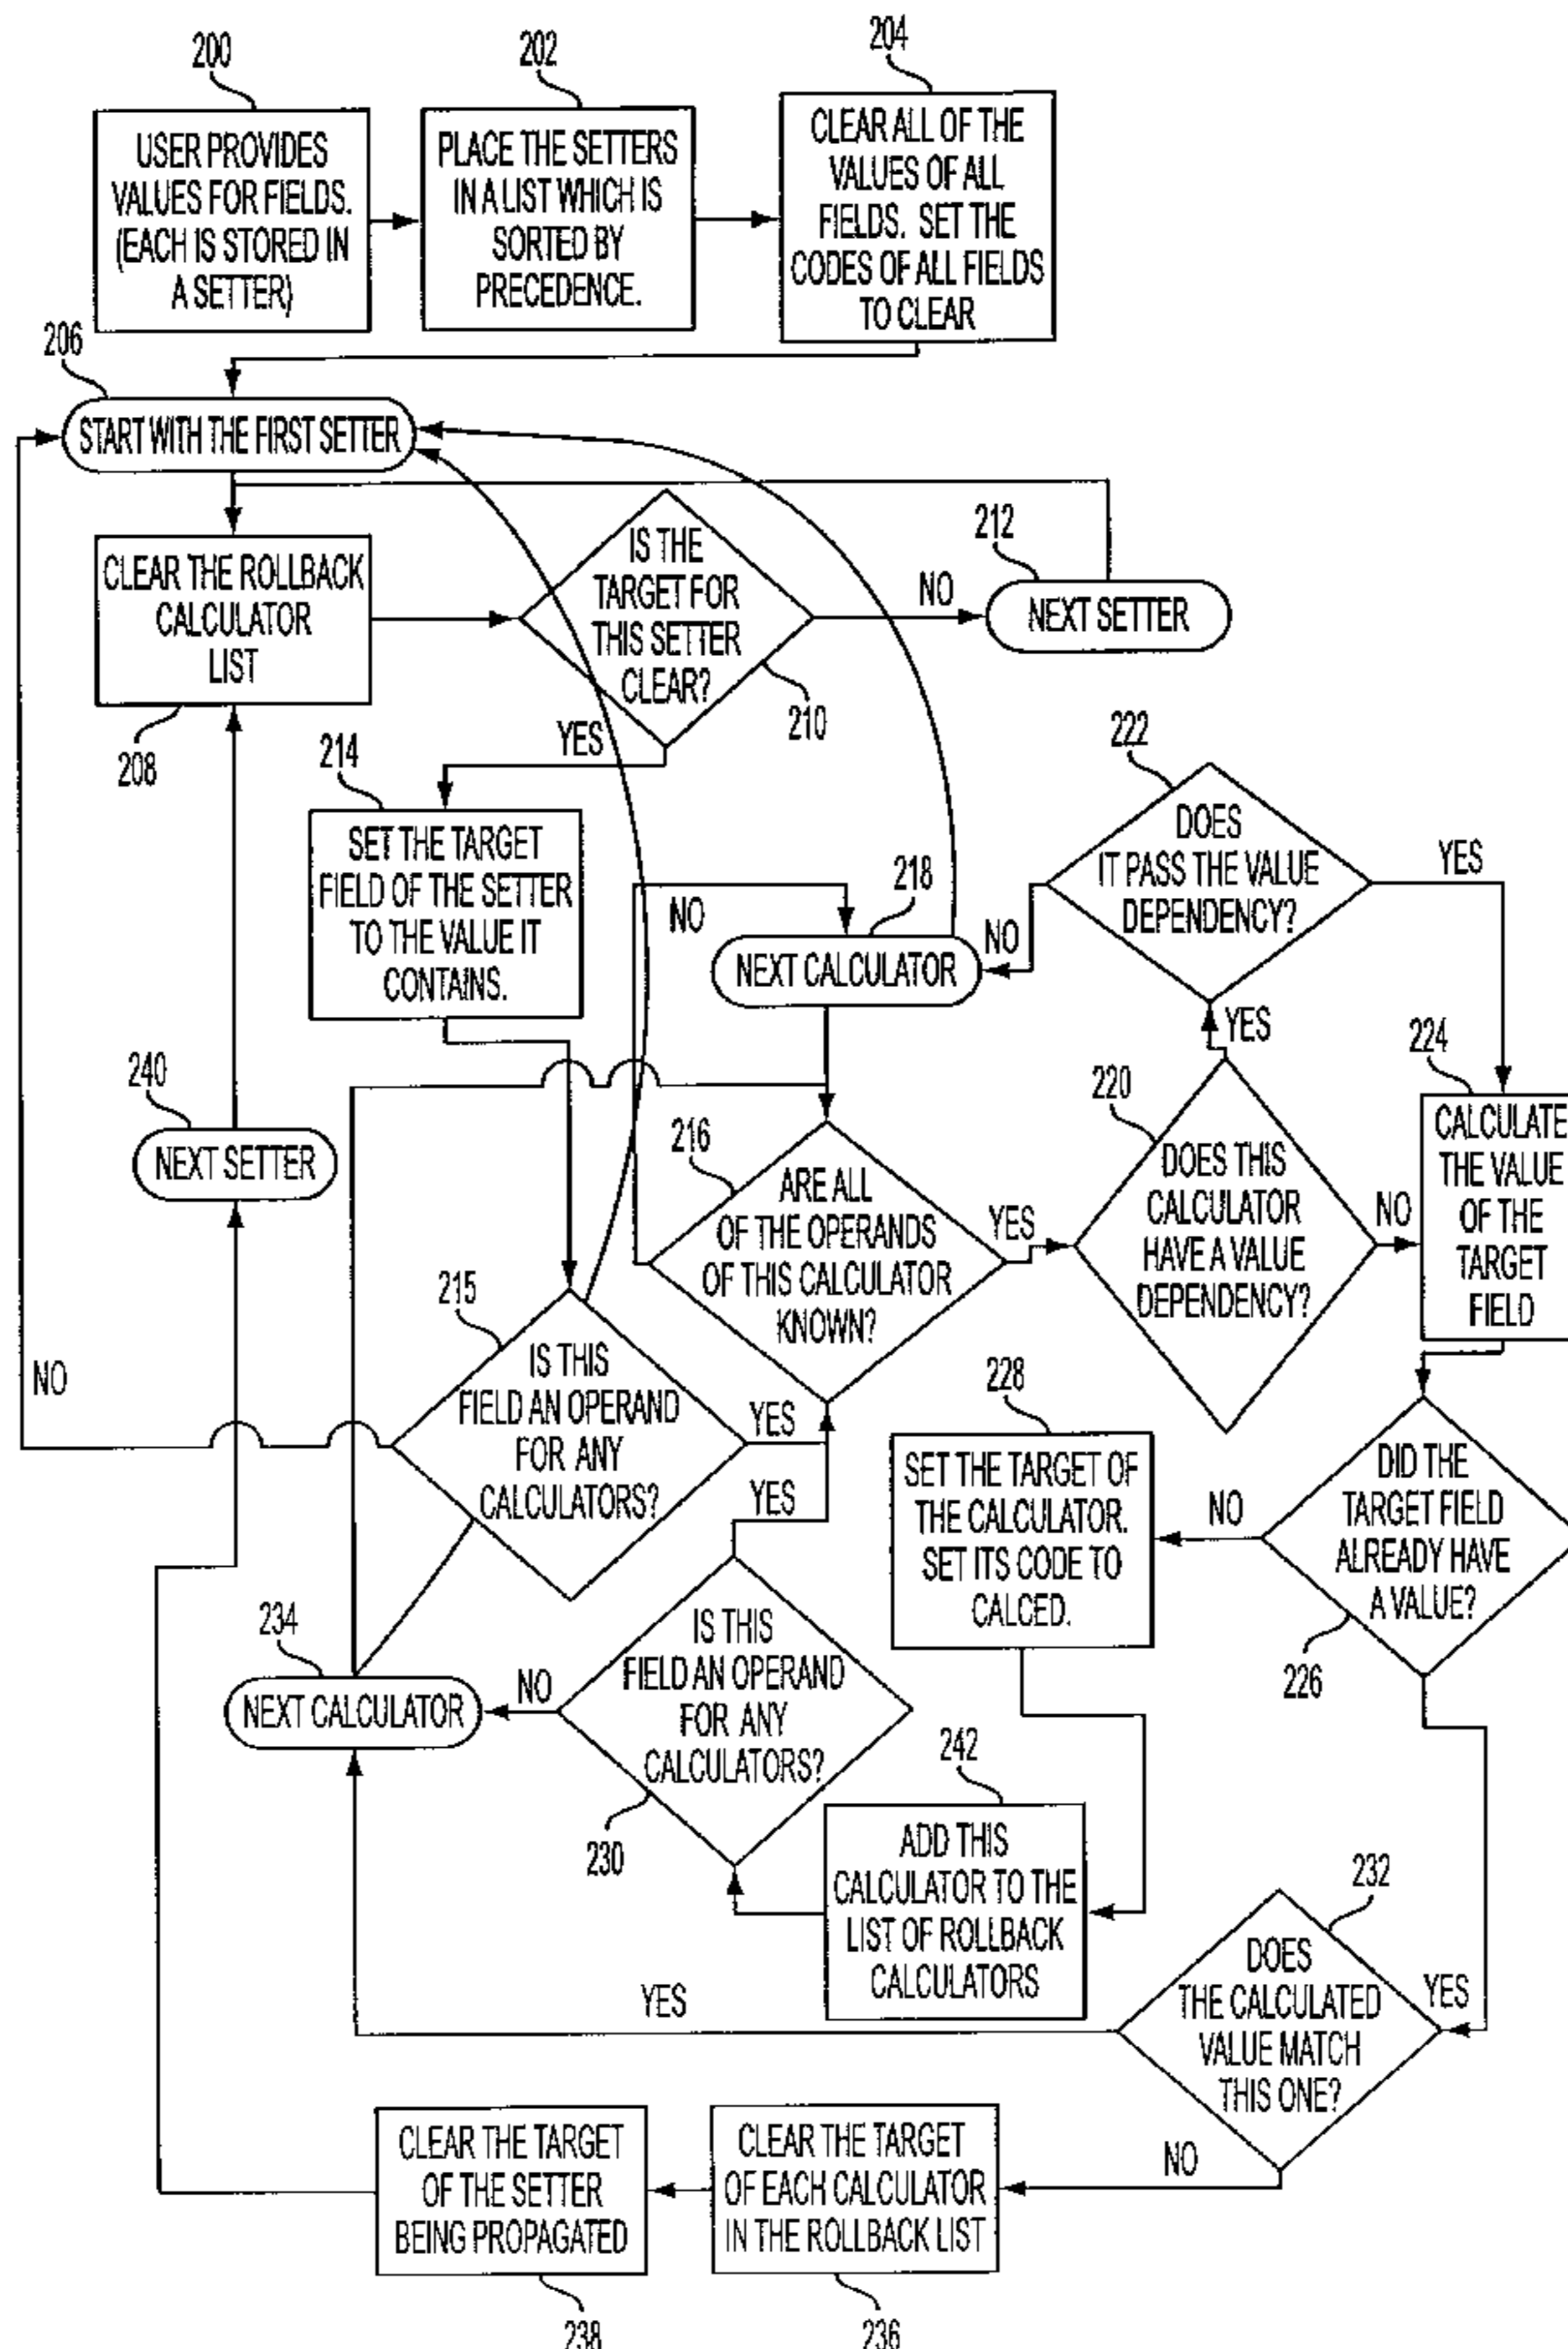 200
USER PROVIDES
VALUES FOR FIELDS.
(EACH IS STORED IN
A SETTER)
202
PLACE THE SETTERS
IN A LIST WHICH IS
SORTED BY
PRECEDENCE.
204
CLEAR ALL OF THE
VALUES OF ALL
FIELDS. SET THE
CODES OF ALL FIELDS
TO CLEAR
206
START WITH THE FIRST SETTER
CLEAR THE ROLLBACK
CALCULATOR
LIST
208
IS THE
TARGET FOR
THIS SETTER
CLEAR?
210
NO
212
NEXT SETTER
YES
214
SET THE TARGET
FIELD OF THE SETTER
TO THE VALUE IT
CONTAINS.
NO
218
NEXT CALCULATOR
NO
222
DOES
IT PASS THE VALUE
DEPENDENCY?
YES
YES
224
CALCULATE
THE VALUE
OF THE
TARGET
FIELD
240
NEXT SETTER
216
ARE ALL
OF THE OPERANDS
OF THIS CALCULATOR
KNOWN?
YES
220
DOES THIS
CALCULATOR
HAVE A VALUE
DEPENDENCY?
NO
NO
215
IS THIS
FIELD AN OPERAND
FOR ANY
CALCULATORS?
YES
YES
228
SET THE TARGET OF
THE CALCULATOR.
SET ITS CODE TO
CALCED.
NO
DID THE
TARGET FIELD
ALREADY HAVE
A VALUE?
226
234
NEXT CALCULATOR
NO
IS THIS
FIELD AN OPERAND
FOR ANY
CALCULATORS?
230
242
ADD THIS
CALCULATOR TO THE
LIST OF ROLLBACK
CALCULATORS
232
DOES
THE CALCULATED
VALUE MATCH
THIS ONE?
YES
YES
NO
CLEAR THE TARGET
OF THE SETTER
BEING PROPAGATED
238
CLEAR THE TARGET
OF EACH CALCULATOR
IN THE ROLLBACK LIST
236